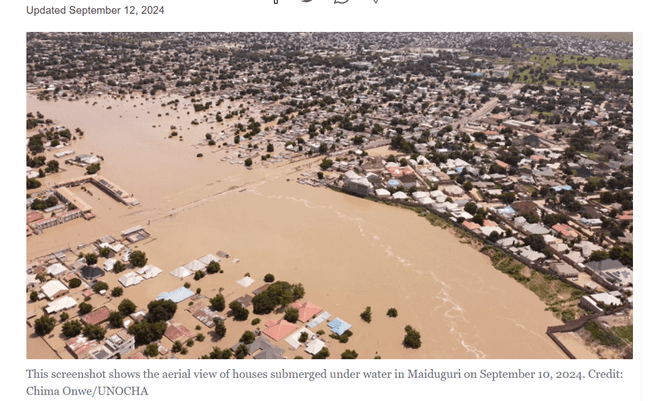 Updated September 12, 2024
This screenshot shows the aerial view of houses submerged under water in Maiduguri on September 10, 2024. Credit:
Chima Onwe/UNOCHA